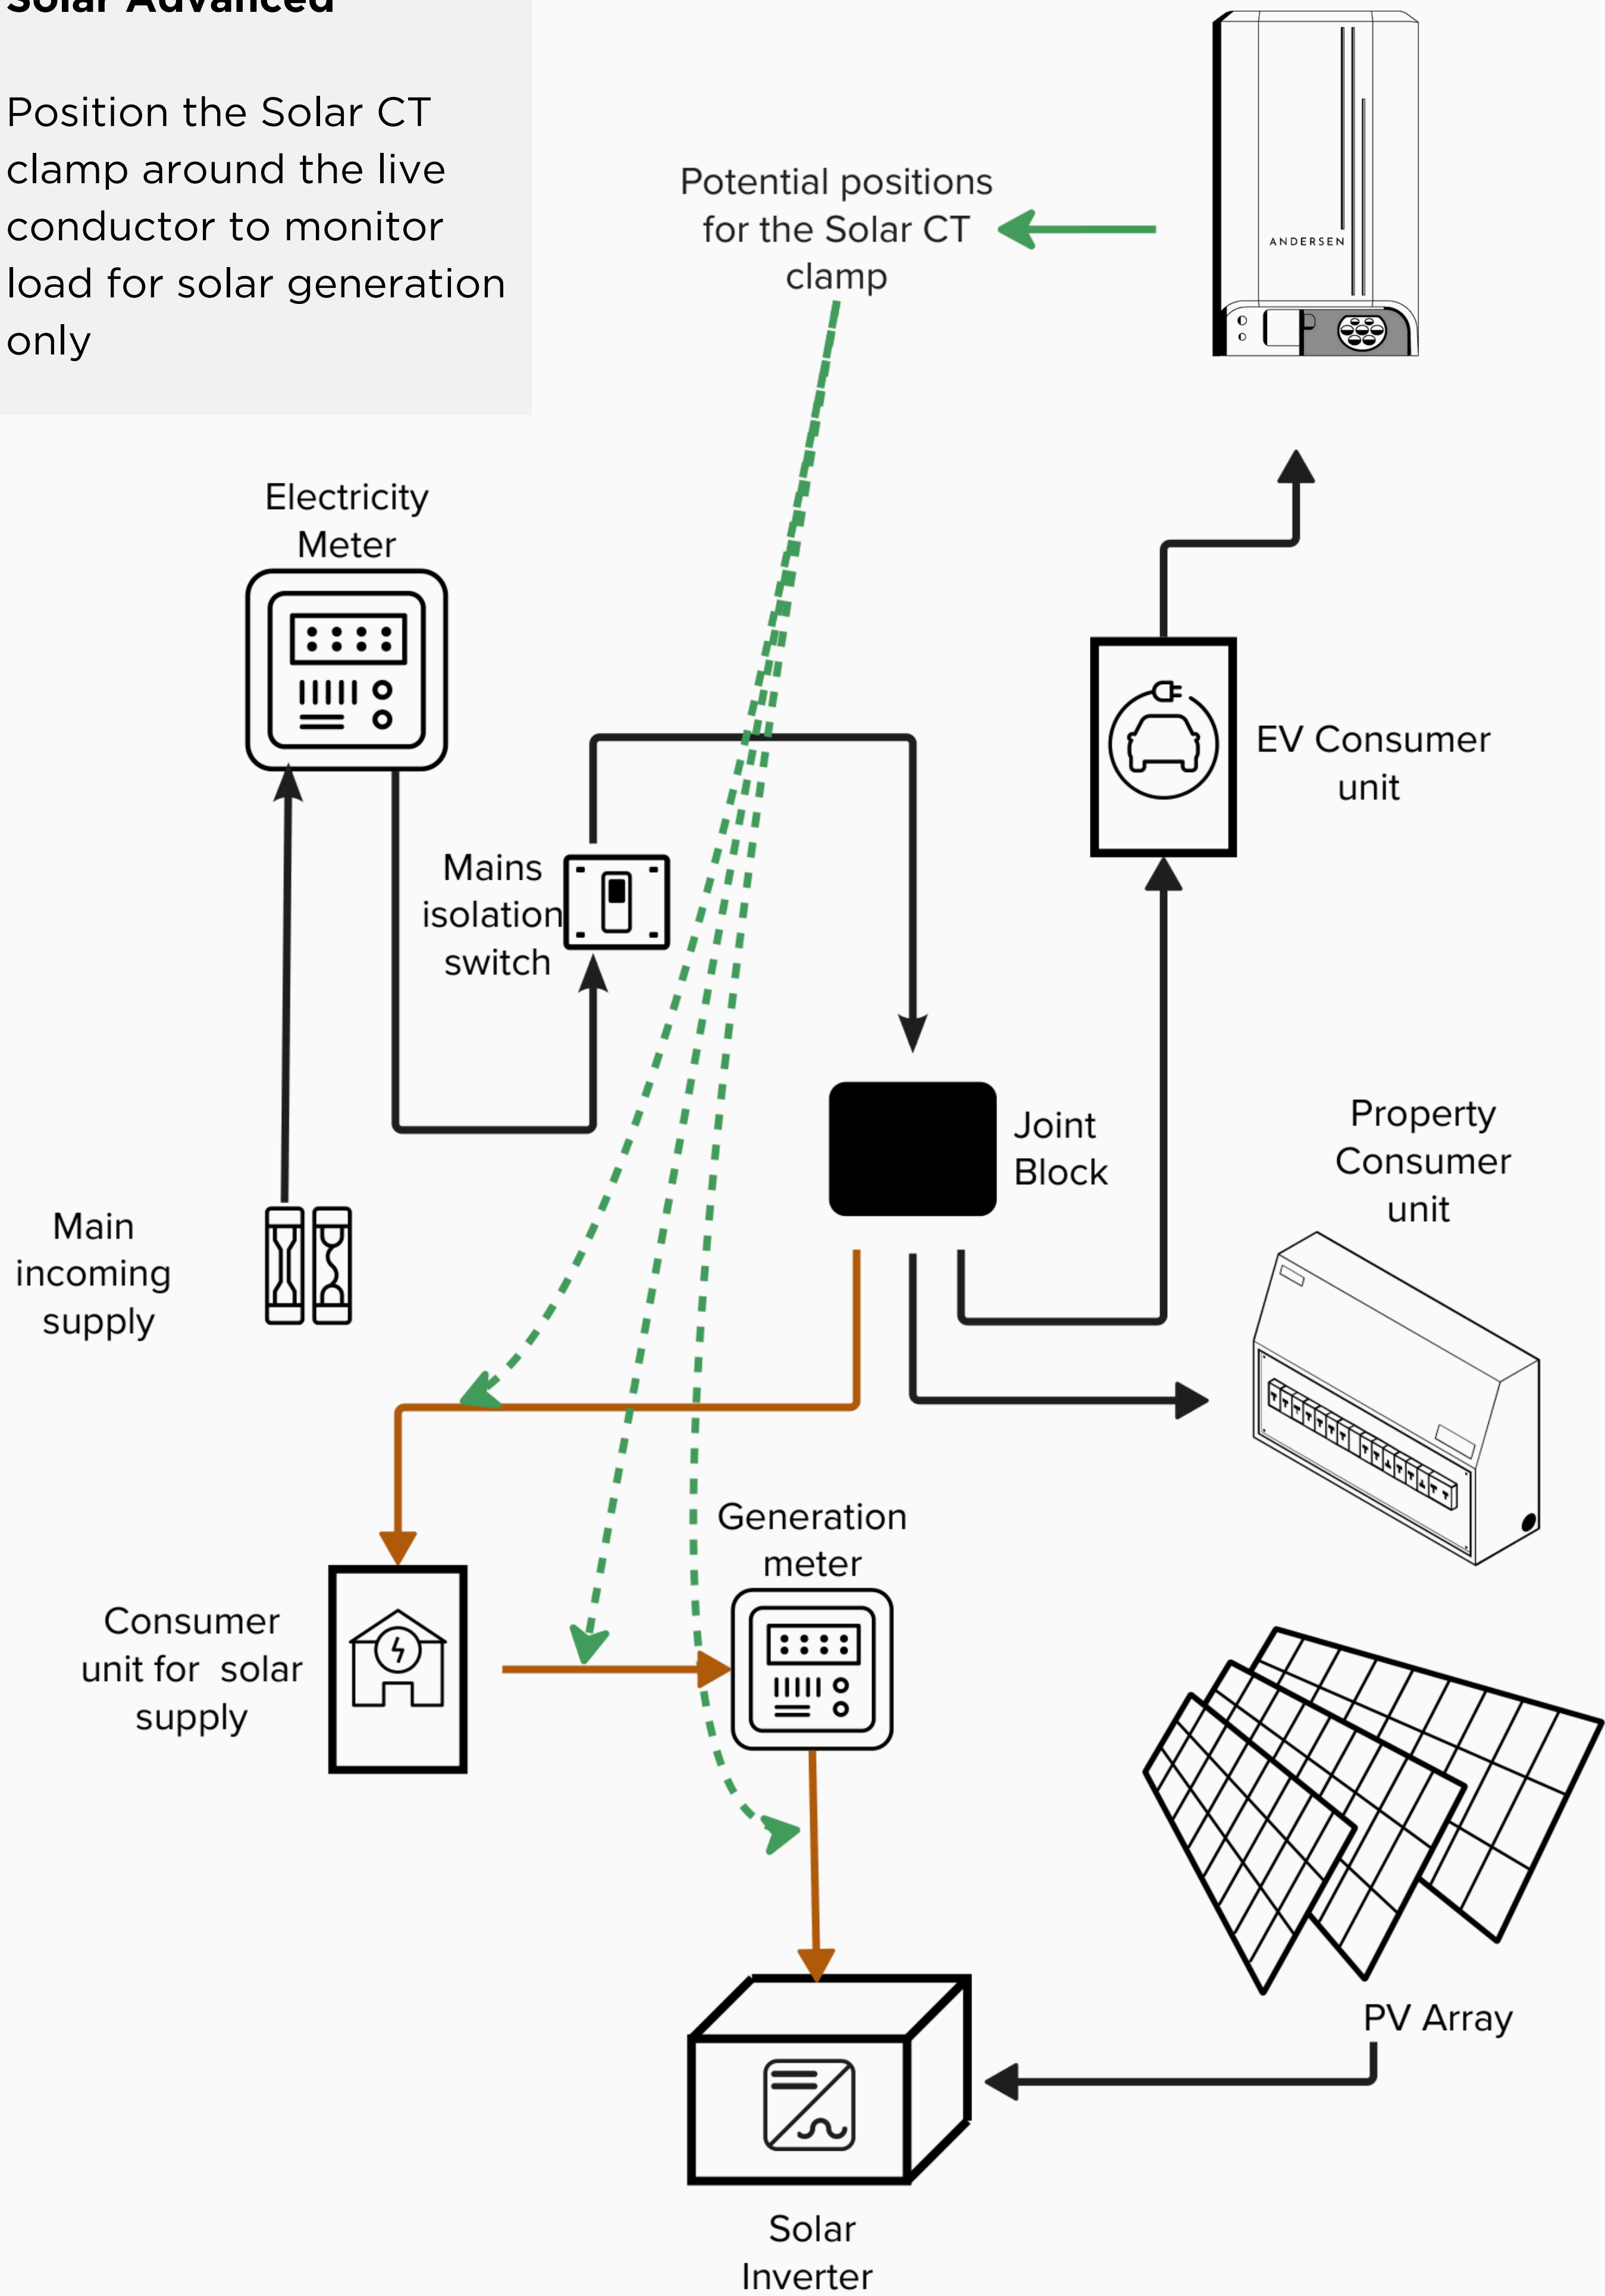 Solar Advanced
Position the Solar CT
clamp around the live
conductor to monitor
load for solar generation
only
Potential positions
for the Solar CT
clamp
ANDERSEN
Electricity
Meter
EV Consumer
unit
Mains
isolation
switch
Joint
Block
Property
Consumer
unit
Main
incoming
supply
Generation
meter
Consumer
unit for solar
supply
PV Array
Solar
Inverter